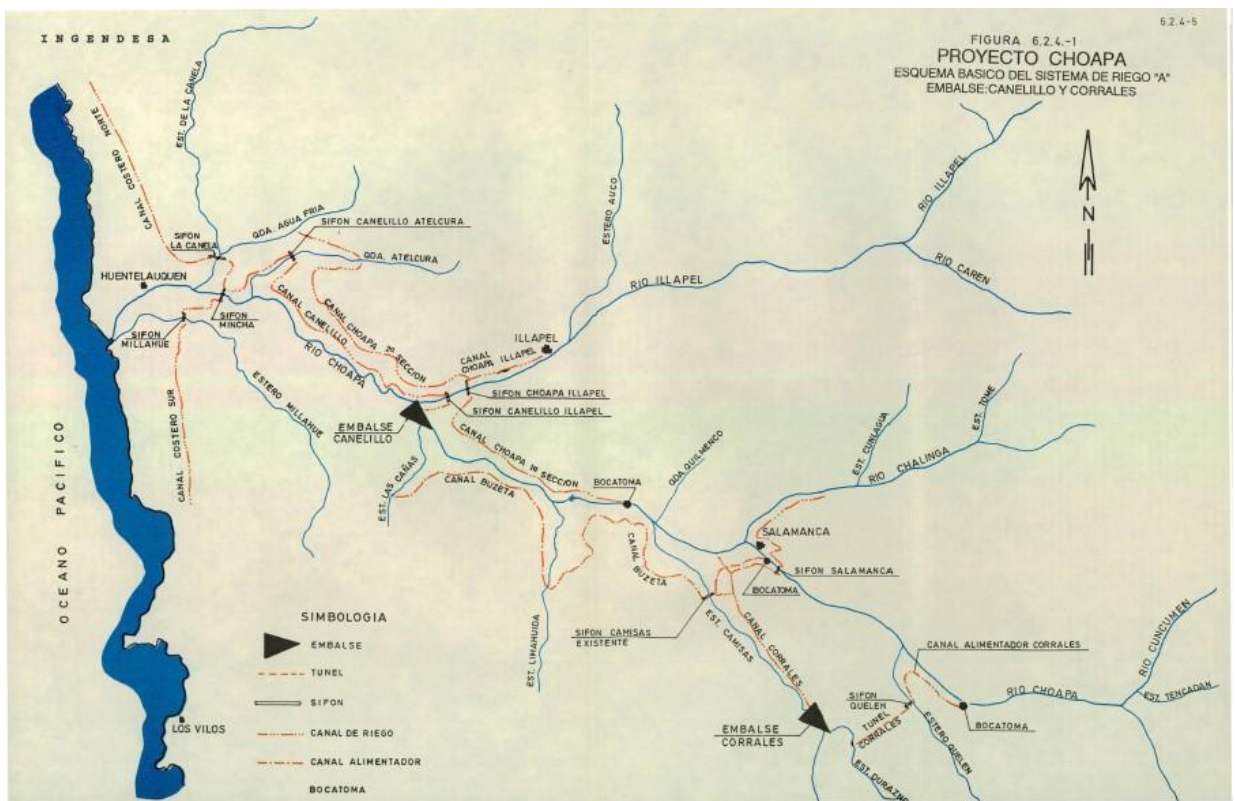 6.2.4-5
INGENDESA
FIGURA 6.2.4.-1
PROYECTO CHOAPA
ESQUEMA BASICO DEL SISTEMA DE RIEGO "A"
EMBALSE:CANELILLO Y CORRALES
N
CANAL COSTERO NORTE
EST. DE LA CANELA
QDA. AGUA FRIA
SIFON
LA CANELA
SIFON CANELILLO ATELCURA
QDA. ATELCURA
HUENTELAUQUEN
SIFON
MINCHA
SIFON
MILLAHUE
CANAL CANELILLO
CANAL CHOAPA 2ª SECCION
RIO CHOAPA
ESTERO MILLAHUE
CANAL COSTERO SUR
OCEANO PACIFICO
ESTERO AUCO
RIO ILLAPEL
RIO ILLAPEL
RIO CAREN
ILLAPEL
CANAL
CHOAPA ILLAPEL
SIFON CHOAPA ILLAPEL
SIFON CANELILLO ILLAPEL
EMBALSE
CANELILLO
CANAL CHOAPA 1ª SECCION
EST. LAS CAÑAS
CANAL BUZETA
BOCATOMA
QDA. QUILMENCO
EST. CUNLAGUA
EST. TOME
RIO CHALINGA
SALAMANCA
SIFON SALAMANCA
BOCATOMA
CANAL BUZETA
SIFON CAMISAS
EXISTENTE
EST. LIMAHUIDA
EST. CAMISAS
CANAL CORRALES
CANAL ALIMENTADOR CORRALES
RIO CUNCUMEN
EST. TENCADAN
RIO CHOAPA
BOCATOMA
SIFON
QUELEN
TUNEL
CORRALES
ESTERO QUELEN
EMBALSE
CORRALES
EST. DURAZNO
LOS VILOS
SIMBOLOGIA
EMBALSE
TUNEL
SIFON
CANAL DE RIEGO
CANAL ALIMENTADOR
BOCATOMA